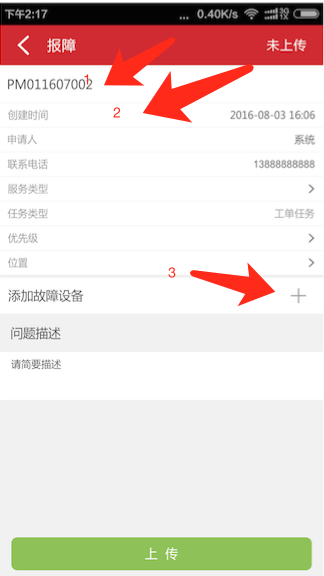 下午2:17 ... 0.40K/s 3G 1X
报障 未上传
PM011607002 1
2
创建时间 2016-08-03 16:06
申请人 系统
联系电话 13888888888
服务类型
任务类型 工单任务
优先级
位置
3
添加故障设备
问题描述
请简要描述
上 传